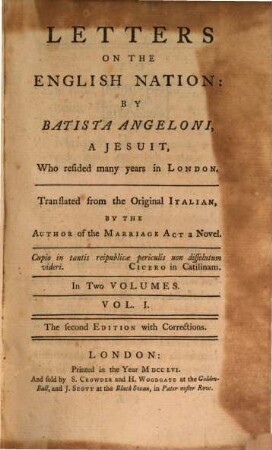 LETTERS
ON THE
ENGLISH NATION:
BY
BATISTA ANGELONI,
A JESUIT,
Who resided many years in LONDON.
Translated from the Original ITALIAN,
BY THE
AUTHOR of the MARRIAGE ACT a Novel.
Cupio in tantis reipublicæ periculis non dissolutum
videri. CICERO in Catilinam.
In Two VOLUMES.
VOL. I.
The second EDITION with Corrections.
LONDON:
Printed in the Year MDCCLVI.
And sold by S. CROWDER and H. WOODGATE at the Golden-
Ball, and J. SCOTT at the Black Swan, in Pater noster Row.